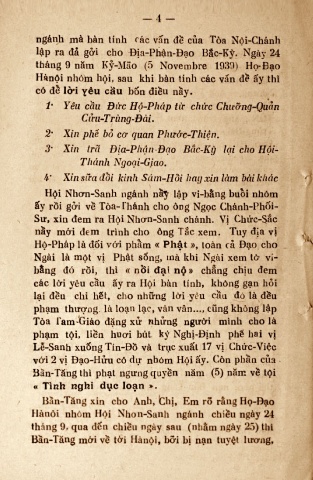 — 4 —
ngành mà bàn tính các vấn đề của Tòa Nội-Chánh
lập ra đã gởi cho Địa-Phận-Đạo Bắc-Kỳ. Ngày 24
tháng 9 năm Kỷ-Mão (5 Novembre 1939) Họ-Đạo
Hànội nhóm hội, sau khi bàn tính các vấn đề ấy thì
có đề lời yêu cầu bốn điều này.
1· Yêu cầu Đức Hộ-Pháp từ chức Chưởng-Quản
Cửu-Trùng-Đài.
2· Xin phế bỏ cơ quan Phước-Thiện.
3· Xin trả Địa-Phận-Đạo Bắc-Kỳ lại cho Hội-
Thánh Ngoại-Giao.
4· Xin sửa đổi kinh Sám-Hối hay xin làm bài khác
Hội Nhơn-Sanh ngành nầy lập vi-bằng buổi nhóm
ấy rồi gởi về Tòa-Thánh cho ông Ngọc Chánh-Phối-
Sư, xin đem ra Hội Nhơn-Sanh chánh. Vị Chức-Sắc
nầy mới đem trình cho ông Tắc xem. Tuy địa vị
Hộ-Pháp là đối với phẩm « Phật », toàn cả Đạo cho
Ngài là một vị Phật sống, mà khi Ngài xem tờ vi-
bằng đó rồi, thì « nồi đại nộ » chẳng chịu đem
các lời yêu cầu ấy ra Hội bàn tính, không gạn hỏi
lại đều chi hết, cho những lời yêu cầu đó là đều
phạm thượng, là loạn lạc, vân vân..., cũng không lập
Tòa Tam-Giáo đặng xử những người mình cho là
phạm tội, liền hươi bút ký Nghị-Định phế hai vị
Lễ-Sanh xuống Tín-Đồ và trục xuất 17 vị Chức-Việc
với 2 vị Đạo-Hữu có dự nhóm Hội ấy. Còn phần của
Bần-Tăng thì phạt ngưng quyền năm (5) năm về tội
« Tình nghi dục loạn ».
Bần-Tăng xin cho Anh, Chị, Em rõ rằng Họ-Đạo
Hànội nhóm Hội Nhơn-Sanh ngành chiều ngày 24
tháng 9, qua đến chiều ngày sau (nhằm ngày 25) thì
Bần-Tăng mới về tới Hànội, bởi bị nạn tuyệt lương,